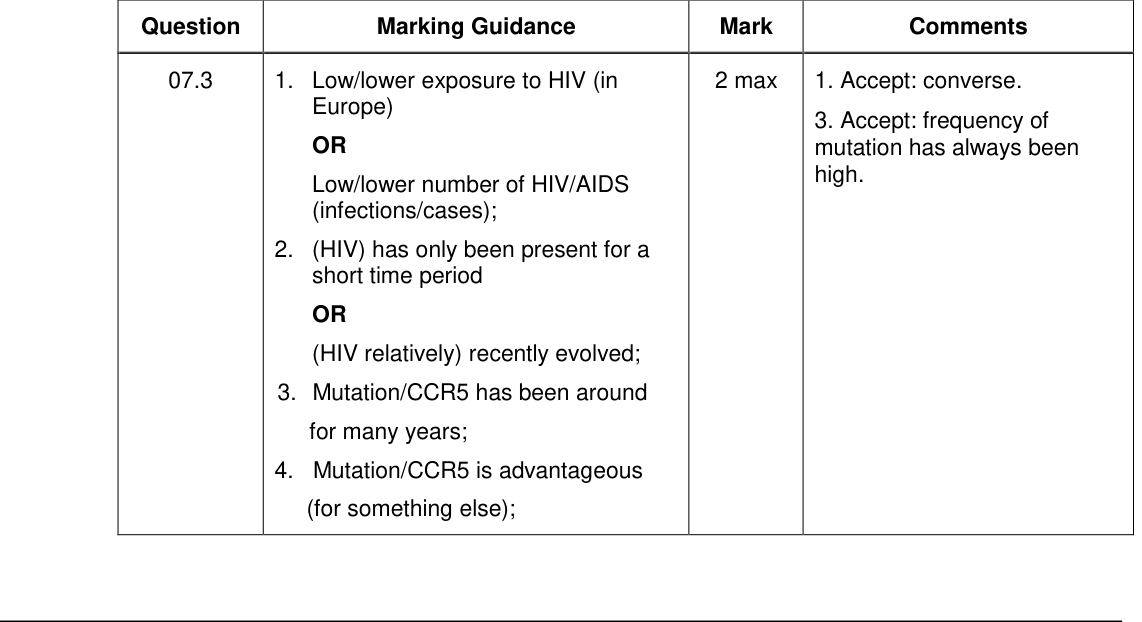 Question Marking Guidance Mark Comments
07.3
1. Low/lower exposure to HIV (in
Europe)
OR
Low/lower number of HIV/AIDS
(infections/cases);
2. (HIV) has only been present for a
short time period
OR
(HIV relatively) recently evolved;
3. Mutation/CCR5 has been around
for many years;
4. Mutation/CCR5 is advantageous
(for something else);
2 max
1. Accept: converse.
3. Accept: frequency of
mutation has always been
high.